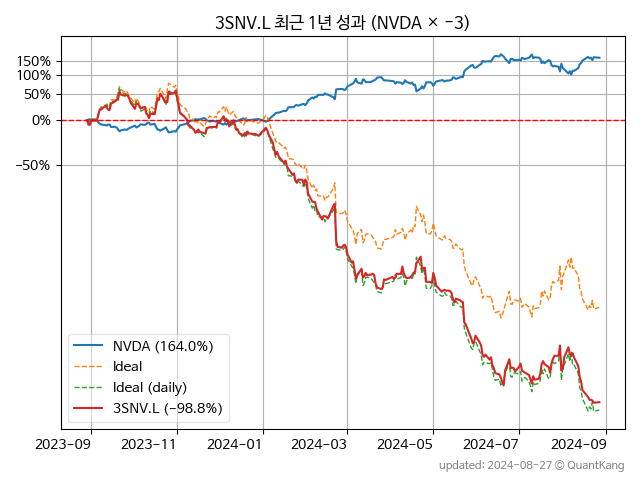 3SNV.L 최근 1년 성과 (NVDA × −3)
150%
100%
50%
0%
−50%
NVDA (164.0%)
Ideal
Ideal (daily)
3SNV.L (−98.8%)
2023-09
2023-11
2024-01
2024-03
2024-05
2024-07
2024-09
updated: 2024-08-27 © QuantKang